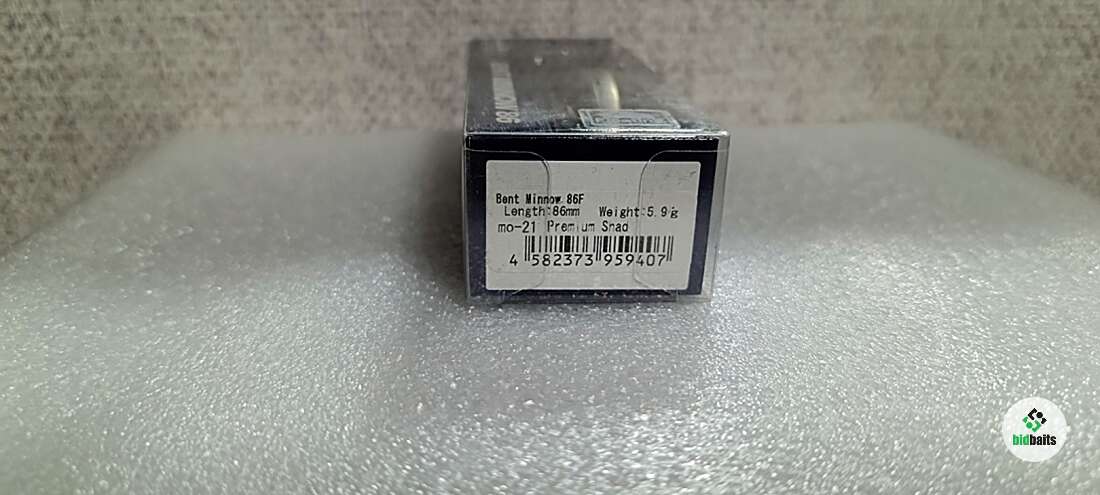 Bent Minnow 86F
Length:86mm Weight:5.9g
mo-21 Premium Shad
4 582373 959407
bidbaits